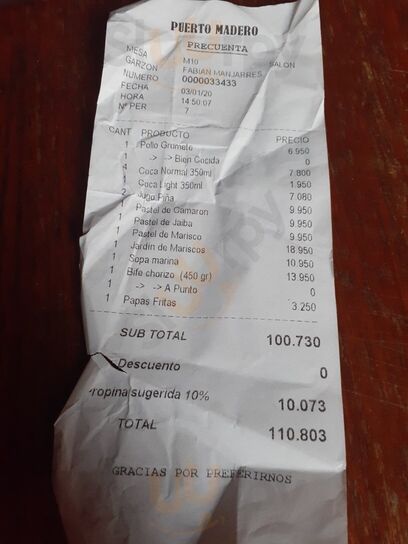 PUERTO MADERO
PRECUENTA
MESA M10 SALON
GARZON FABIAN MANJARRES
NUMERO 0000033433
FECHA 03/01/20
HORA 14:50:07
Nº PER 7
CANT PRODUCTO PRECIO
1 Pollo Grumete 6.950
1 -> -> Bien Cocida 0
4 Coca Normal 350ml 7.800
1 Coca Light 350ml 1.950
2 Jugo Piña 7.080
1 Pastel de Camaron 9.950
1 Pastel de Jaiba 9.950
1 Pastel de Marisco 9.950
1 Jardin de Mariscos 18.950
1 Sopa marina 10.950
1 Bife chorizo (450 gr) 13.950
1 -> -> A Punto 0
1 Papas Fritas 3.250
SUB TOTAL 100.730
Descuento 0
ropina sugerida 10% 10.073
TOTAL 110.803
GRACIAS POR PREFERIRNOS